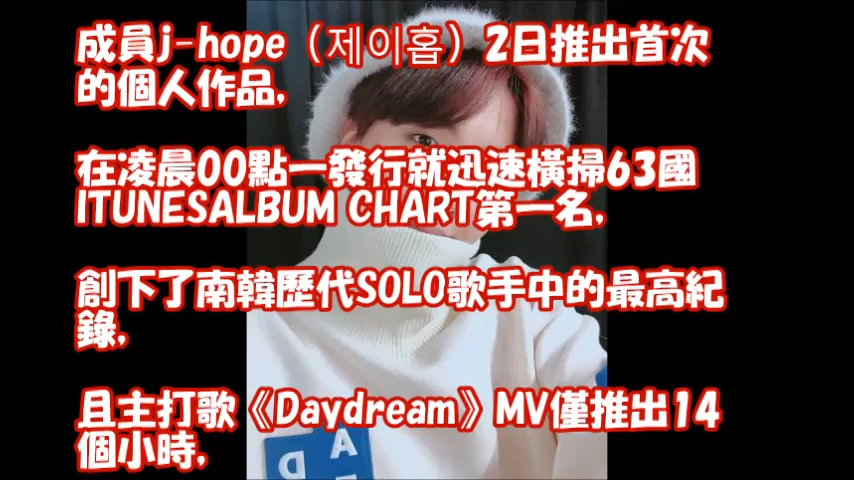 成員j-hope（제이홉）2日推出首次
的個人作品,
在凌晨00點一發行就迅速橫掃63國
ITUNESALBUM CHART第一名,
創下了南韓歷代SOLO歌手中的最高紀
錄,
且主打歌《Daydream》MV僅推出14
個小時,